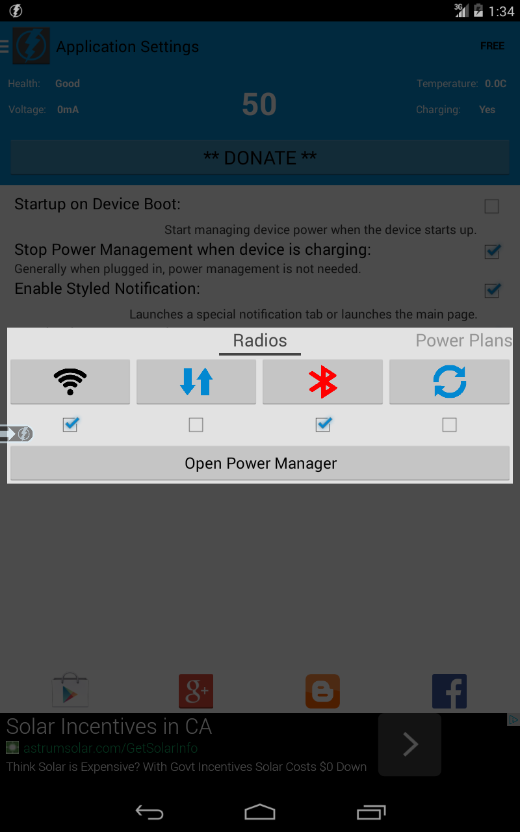 3G 1:34
Application Settings FREE
Health: Good Temperature: 0.0C
Voltage: 0mA 50 Charging: Yes
** DONATE **
Startup on Device Boot:
Start managing device power when the device starts up.
Stop Power Management when device is charging:
Generally when plugged in, power management is not needed.
Enable Styled Notification:
Launches a special notification tab or launches the main page.
Radios Power Plans
Open Power Manager
g+
Solar Incentives in CA
astrumsolar.com/GetSolarInfo
Think Solar is Expensive? With Govt Incentives Solar Costs $0 Down